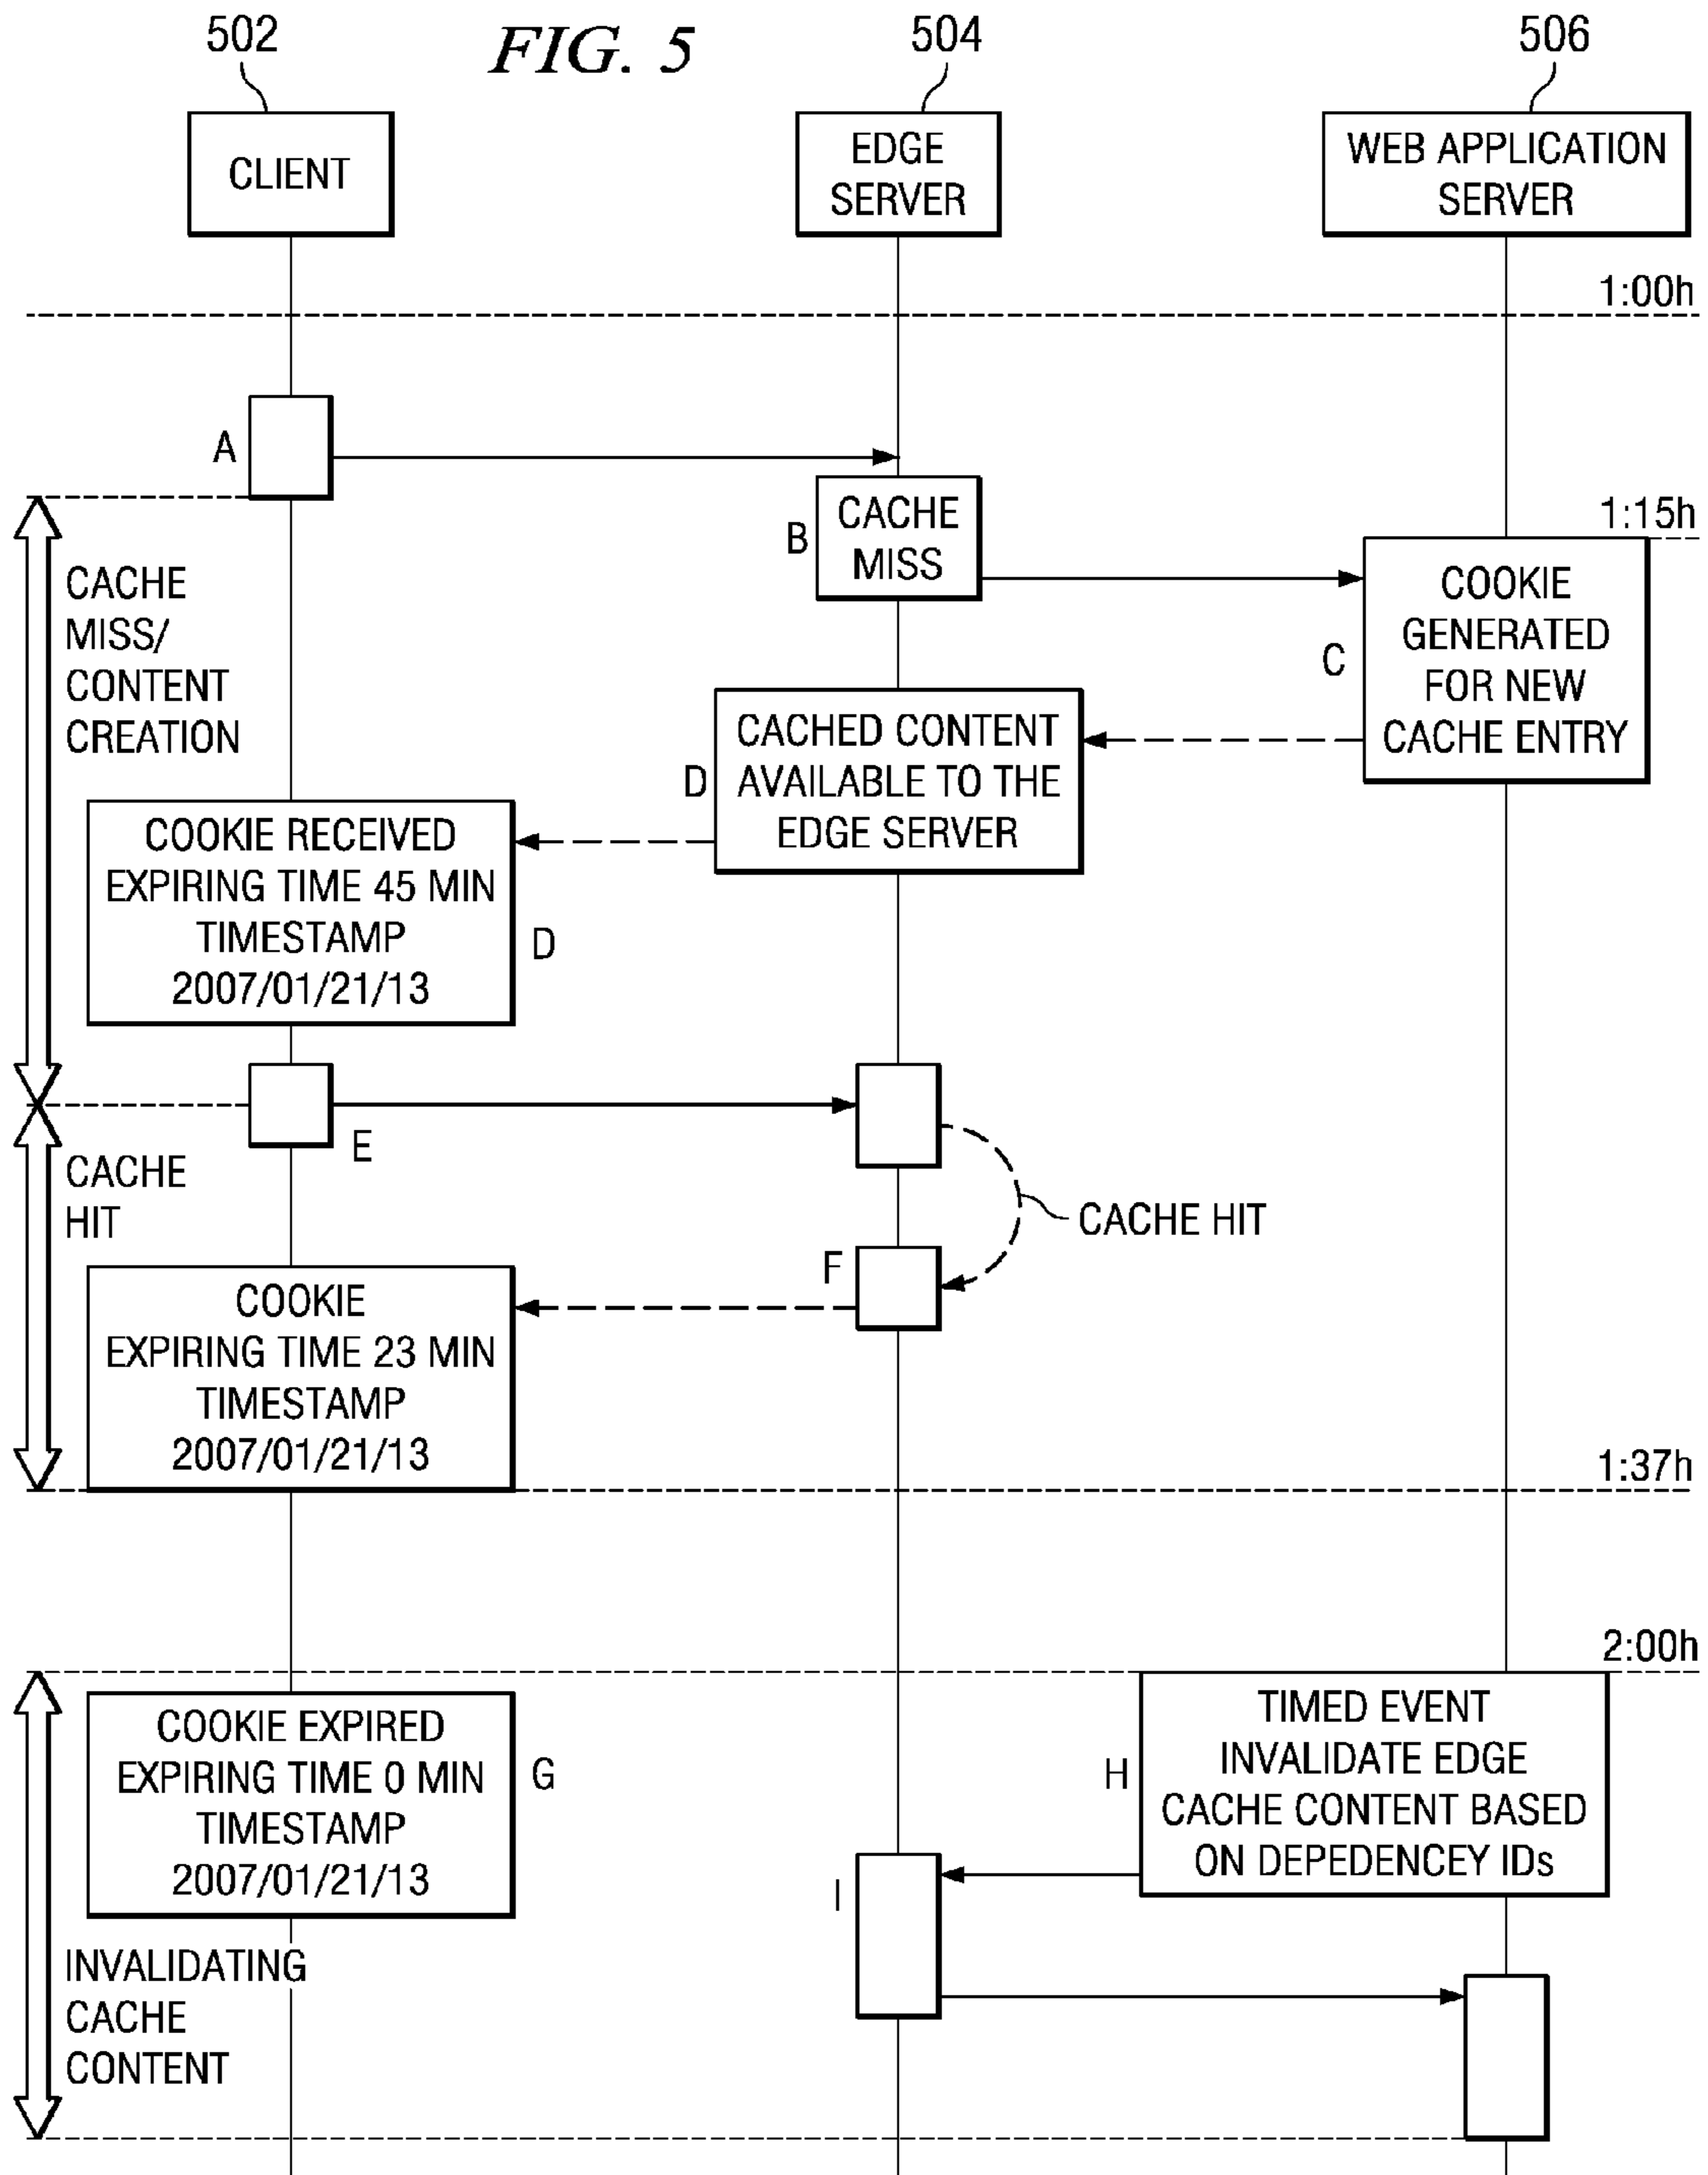 502
FIG. 5
504
506
CLIENT
EDGE
SERVER
WEB APPLICATION
SERVER
1:00h
A
CACHE
MISS
B
1:15h
CACHE
MISS/
CONTENT
CREATION
COOKIE
GENERATED
FOR NEW
CACHE ENTRY
C
CACHED CONTENT
AVAILABLE TO THE
EDGE SERVER
D
COOKIE RECEIVED
EXPIRING TIME 45 MIN
TIMESTAMP
2007/01/21/13
D
E
CACHE
HIT
CACHE HIT
F
COOKIE
EXPIRING TIME 23 MIN
TIMESTAMP
2007/01/21/13
1:37h
2:00h
COOKIE EXPIRED
EXPIRING TIME 0 MIN
TIMESTAMP
2007/01/21/13
G
H
TIMED EVENT
INVALIDATE EDGE
CACHE CONTENT BASED
ON DEPEDENCEY IDs
I
INVALIDATING
CACHE
CONTENT